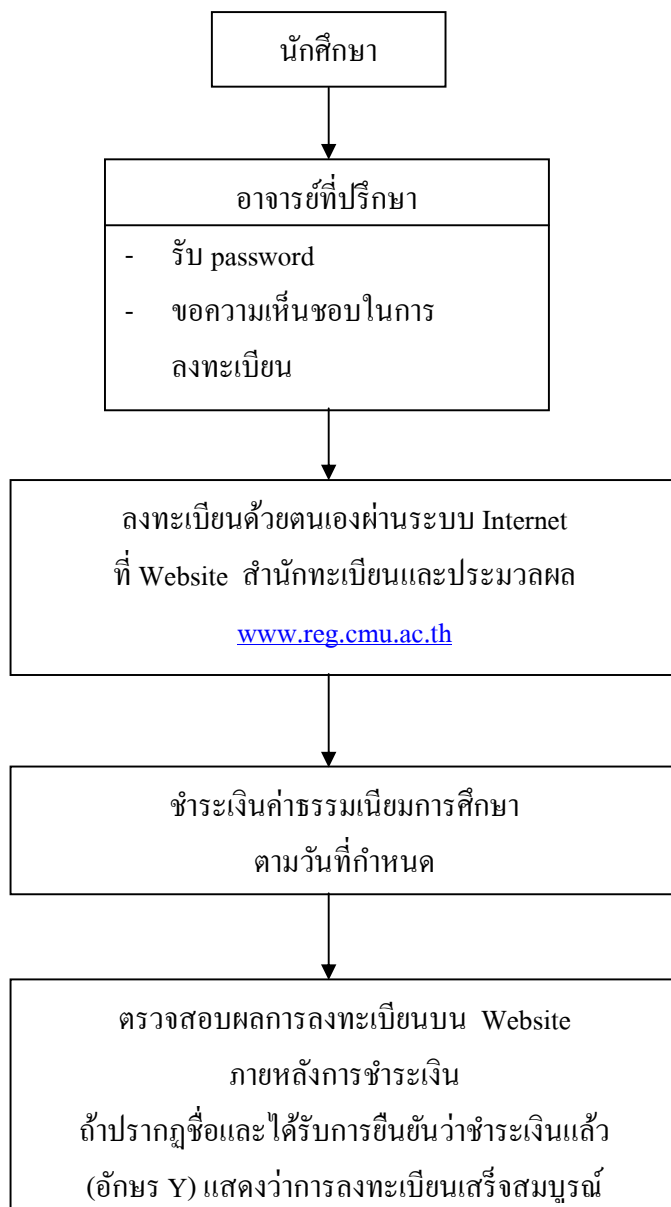 นักศึกษา
อาจารย์ที่ปรึกษา
- รับ password
- ขอความเห็นชอบในการ
ลงทะเบียน
ลงทะเบียนด้วยตนเองผ่านระบบ Internet
ที่ Website สำนักทะเบียนและประมวลผล
www.reg.cmu.ac.th
ชำระเงินค่าธรรมเนียมการศึกษา
ตามวันที่กำหนด
ตรวจสอบผลการลงทะเบียนบน Website
ภายหลังการชำระเงิน
ถ้าปรากฏชื่อและได้รับการยืนยันว่าชำระเงินแล้ว
(อักษร Y) แสดงว่าการลงทะเบียนเสร็จสมบูรณ์